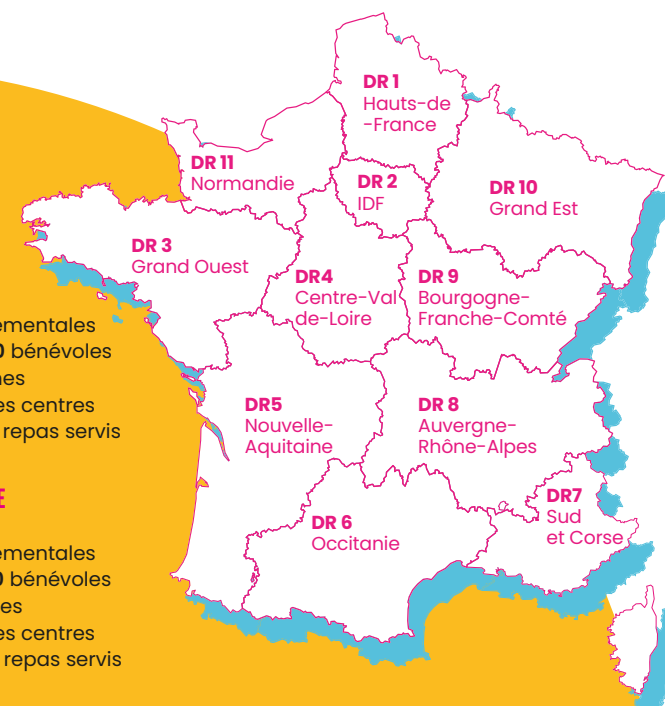 DR 1
Hauts-de
-France
DR 11
Normandie
DR 2
IDF
DR 10
Grand Est
DR 3
Grand Ouest
DR4
Centre-Val
de-Loire
DR 9
Bourgogne-
Franche-Comté
DR5
Nouvelle-
Aquitaine
DR 8
Auvergne-
Rhône-Alpes
DR7
Sud
et Corse
DR 6
Occitanie
ementales
0 bénévoles
nes
es centres
repas servis
E
ementales
0 bénévoles
es
es centres
repas servis